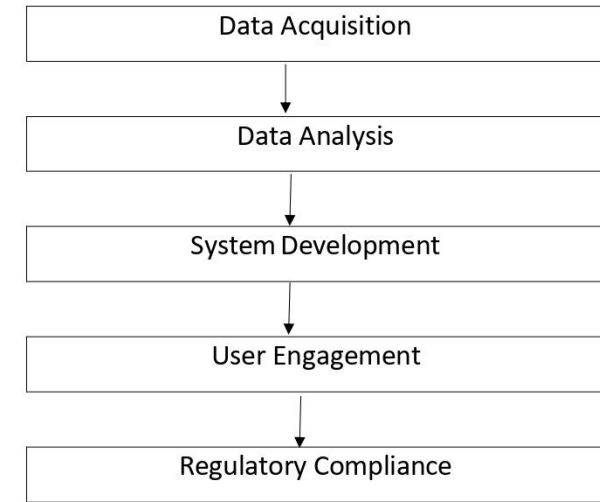 Data Acquisition
Data Analysis
System Development
User Engagement
Regulatory Compliance